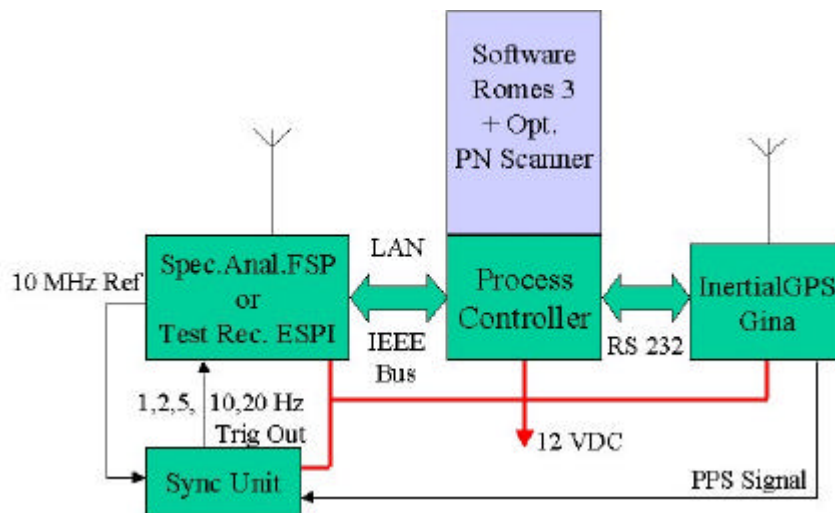 Software
Romes 3
+ Opt.
PN Scanner
10 MHz Ref
Spec.Anal.FSP
or
Test Rec. ESPI
LAN
IEEE
Bus
Process
Controller
RS 232
InertialGPS
Gina
1,2,5, 10,20 Hz
Trig Out
12 VDC
Sync Unit
PPS Signal